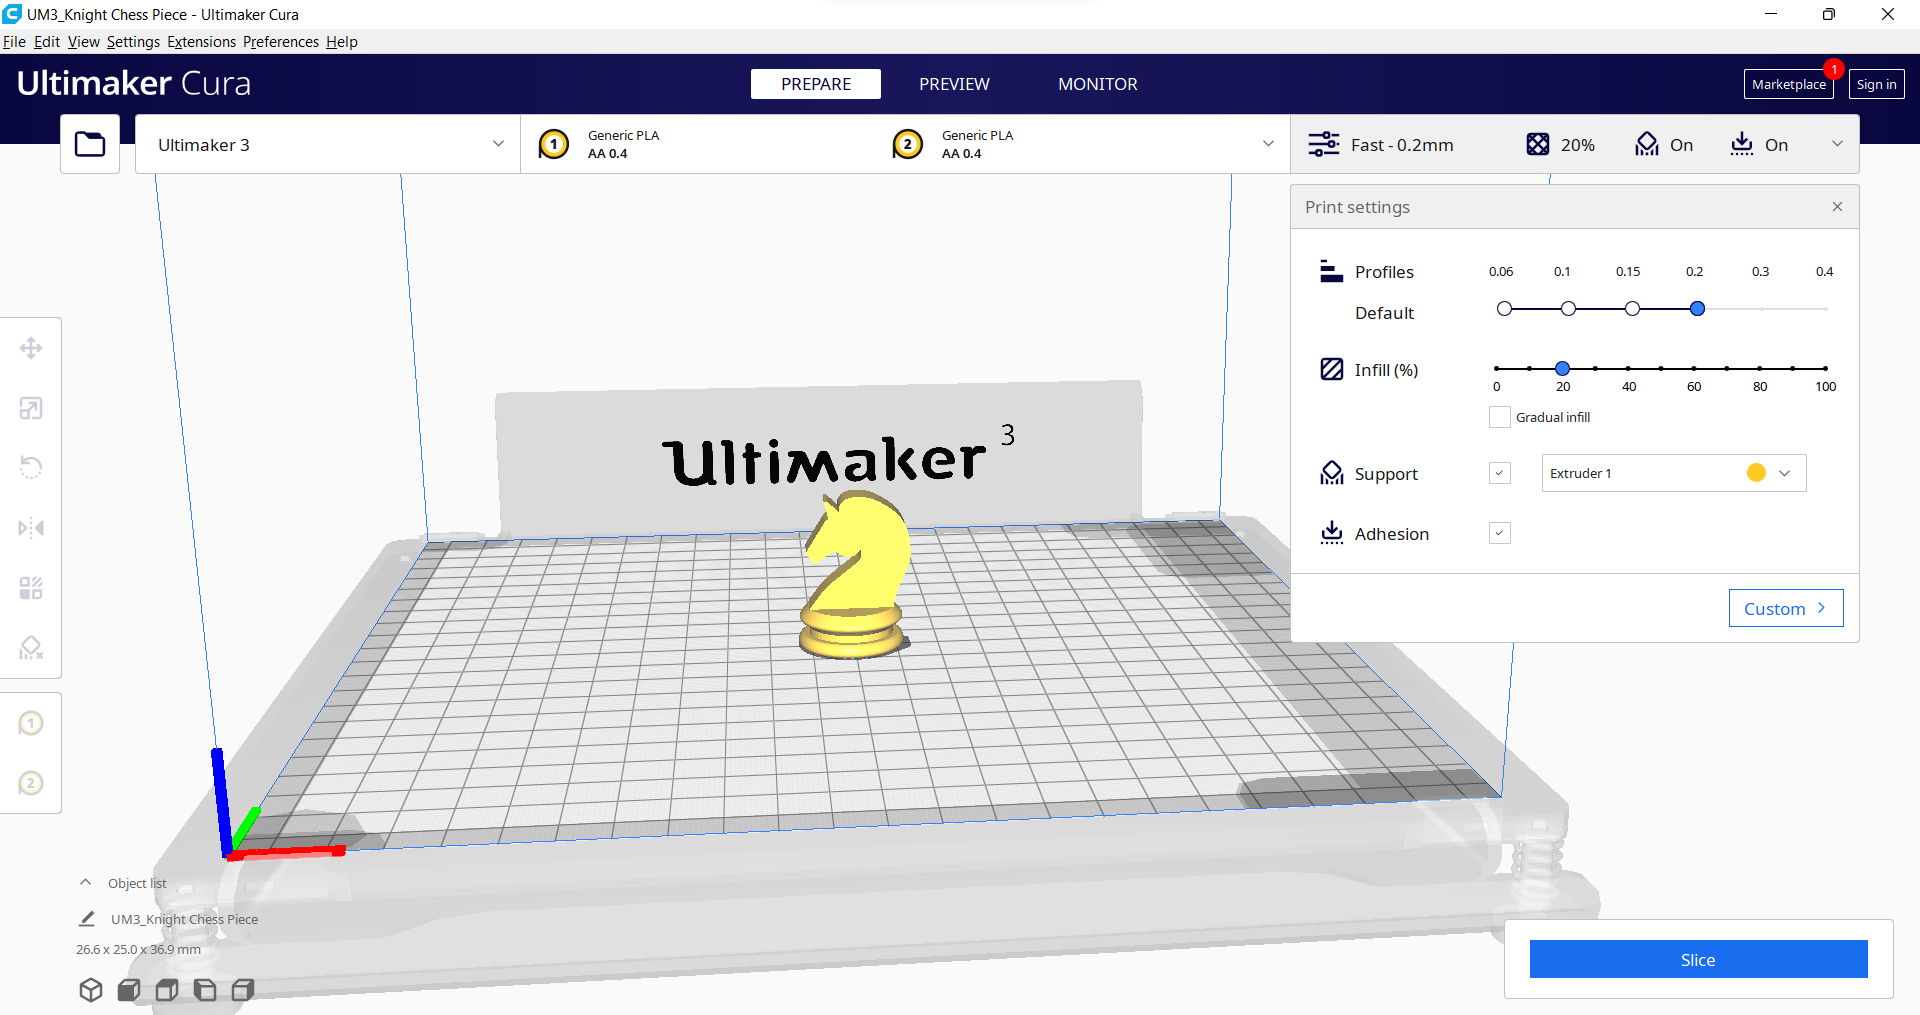 UM3_Knight Chess Piece - Ultimaker Cura
File Edit View Settings Extensions Preferences Help
Ultimaker Cura
PREPARE
PREVIEW
MONITOR
Marketplace
1
Sign in
Ultimaker 3
1
Generic PLA
AA 0.4
2
Generic PLA
AA 0.4
Fast - 0.2mm
20%
On
On
Print settings
Profiles
0.06 0.1 0.15 0.2 0.3 0.4
Default
Infill (%)
0 20 40 60 80 100
Gradual infill
Support
Extruder 1
Adhesion
Custom
Ultimaker 3
1
2
Object list
UM3_Knight Chess Piece
26.6 x 25.0 x 36.9 mm
Slice